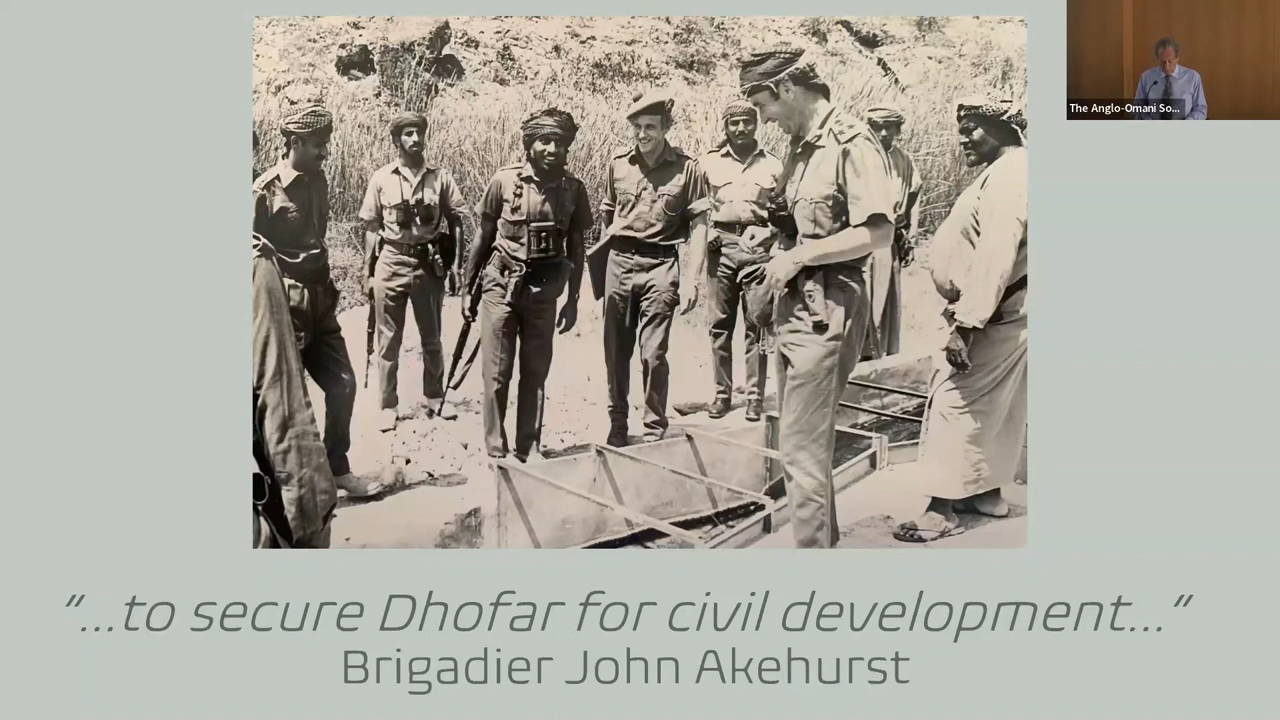 The Anglo-Omani So...
“...to secure Dhofar for civil development...“
Brigadier John Akehurst